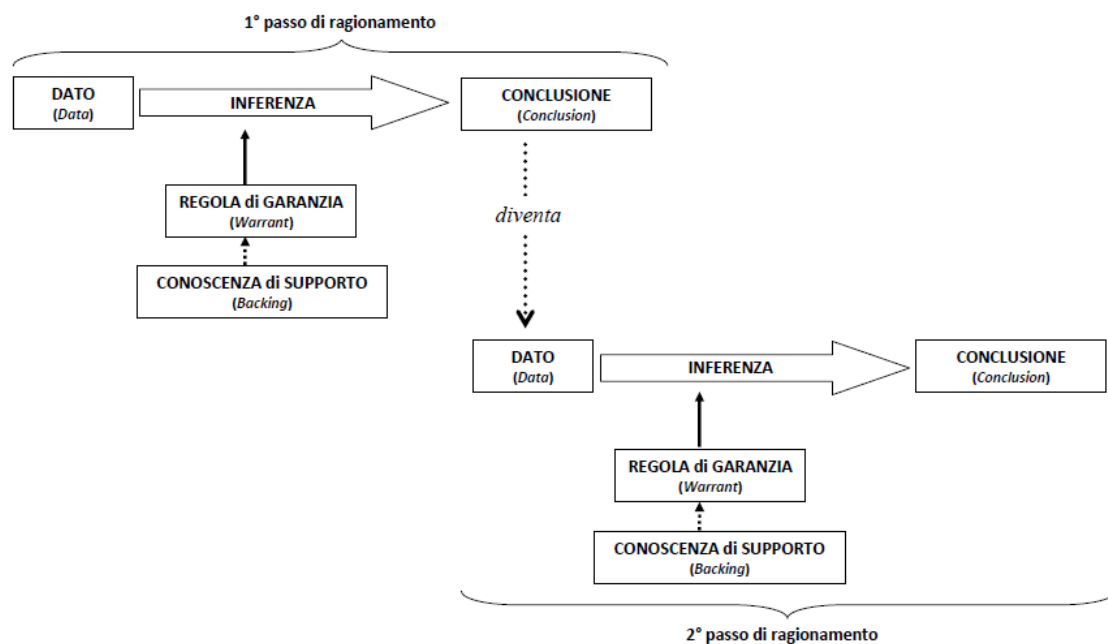 1° passo di ragionamento
DATO
(Data)
INFERENZA
CONCLUSIONE
(Conclusion)
REGOLA di GARANZIA
(Warrant)
CONOSCENZA di SUPPORTO
(Backing)
diventa
DATO
(Data)
INFERENZA
CONCLUSIONE
(Conclusion)
REGOLA di GARANZIA
(Warrant)
CONOSCENZA di SUPPORTO
(Backing)
2° passo di ragionamento